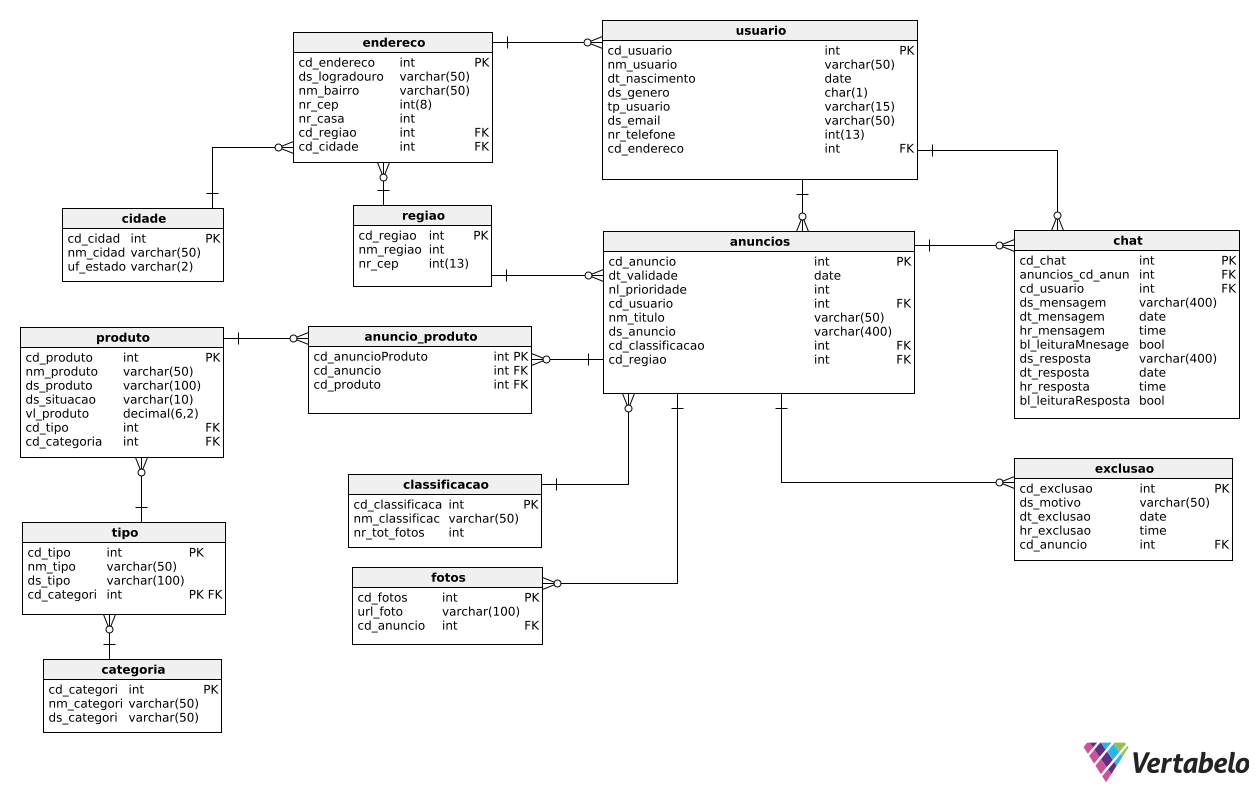 endereco
cd_endereco int PK
ds_logradouro varchar(50)
nm_bairro varchar(50)
nr_cep int(8)
nr_casa int
cd_regiao int FK
cd_cidade int FK
usuario
cd_usuario int PK
nm_usuario varchar(50)
dt_nascimento date
ds_genero char(1)
tp_usuario varchar(15)
ds_email varchar(50)
nr_telefone int(13)
cd_endereco int FK
cidade
cd_cidad int PK
nm_cidad varchar(50)
uf_estado varchar(2)
regiao
cd_regiao int PK
nm_regiao int
nr_cep int(13)
anuncios
cd_anuncio int PK
dt_validade date
nl_prioridade int
cd_usuario int FK
nm_titulo varchar(50)
ds_anuncio varchar(400)
cd_classificacao int FK
cd_regiao int FK
chat
cd_chat int PK
anuncios_cd_anun int FK
cd_usuario int FK
ds_mensagem varchar(400)
dt_mensagem date
hr_mensagem time
bl_leituraMnesage bool
ds_resposta varchar(400)
dt_resposta date
hr_resposta time
bl_leituraResposta bool
produto
cd_produto int PK
nm_produto varchar(50)
ds_produto varchar(100)
ds_situacao varchar(10)
vl_produto decimal(6,2)
cd_tipo int FK
cd_categoria int FK
anuncio_produto
cd_anuncioProduto int PK
cd_anuncio int FK
cd_produto int FK
classificacao
cd_classifica int PK
nm_classificac varchar(50)
nr_tot_fotos int
exclusao
cd_exclusao int PK
ds_motivo varchar(50)
dt_exclusao date
hr_exclusao time
cd_anuncio int FK
tipo
cd_tipo int PK
nm_tipo varchar(50)
ds_tipo varchar(100)
cd_categori int PK FK
fotos
cd_fotos int PK
url_foto varchar(100)
cd_anuncio int FK
categoria
cd_categori int PK
nm_categori varchar(50)
ds_categori varchar(50)
Vertabelo